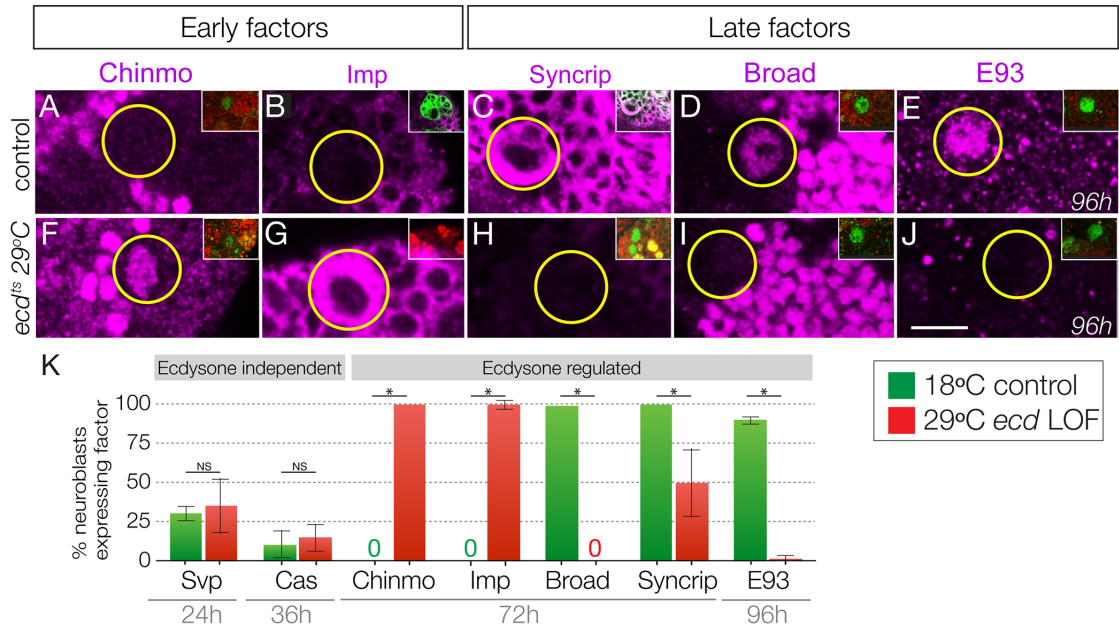 Early factors
Late factors
Chinmo
Imp
Syncrip
Broad
E93
control
A
B
C
D
E
96h
ecdᵗˢ 29ºC
F
G
H
I
J
96h
K
Ecdysone independent
Ecdysone regulated
% neuroblasts
expressing factor
100
75
50
25
0
NS
NS
*
*
*
*
*
0
0
0
Svp
Cas
Chinmo
Imp
Broad
Syncrip
E93
24h
36h
72h
96h
18ºC control
29ºC ecd LOF